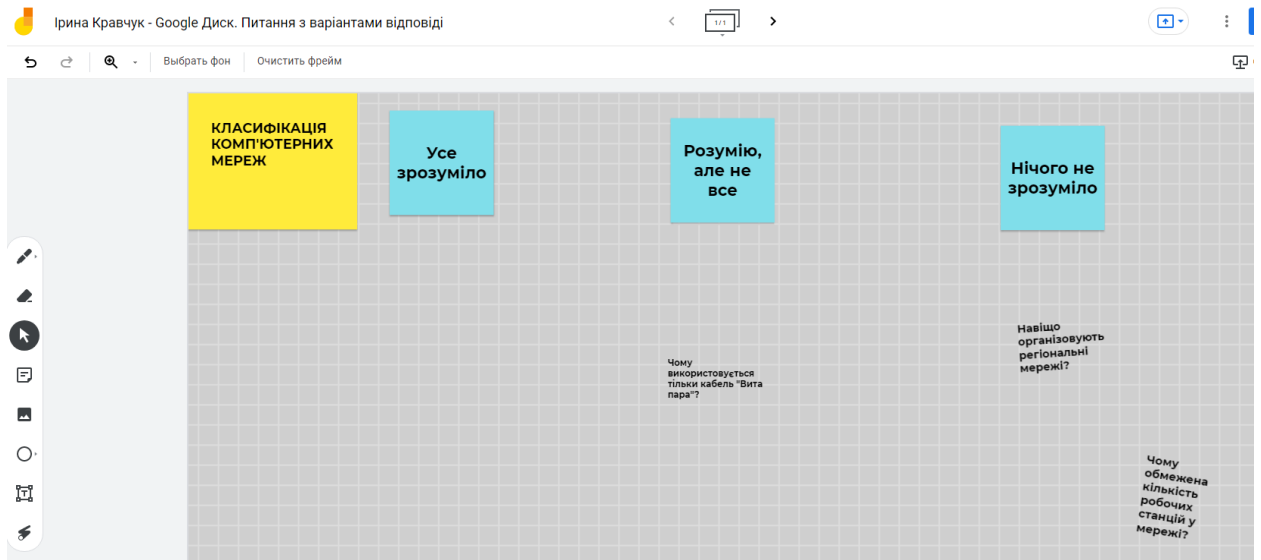 Ірина Кравчук - Google Диск. Питання з варіантами відповіді
1/1
Выбрать фон
Очистить фрейм
КЛАСИФІКАЦІЯ
КОМП'ЮТЕРНИХ
МЕРЕЖ
Усе
зрозуміло
Розумію,
але не
все
Нічого не
зрозуміло
Чому
використовується
тільки кабель "Вита
пара"?
Навіщо
організовують
регіональні
мережі?
Чому
обмежена
кількість
робочих
станцій у
мережі?